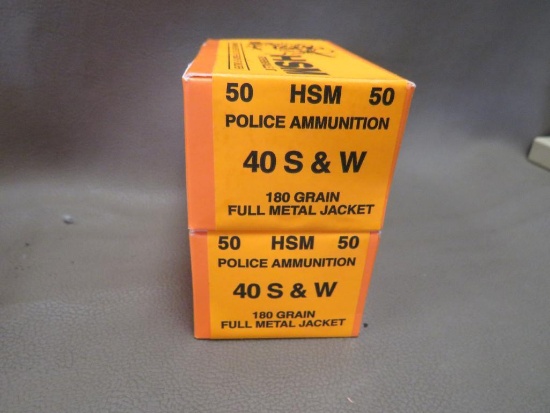 HSM
50 HSM 50
POLICE AMMUNITION
40 S & W
180 GRAIN
FULL METAL JACKET
50 HSM 50
POLICE AMMUNITION
40 S & W
180 GRAIN
FULL METAL JACKET